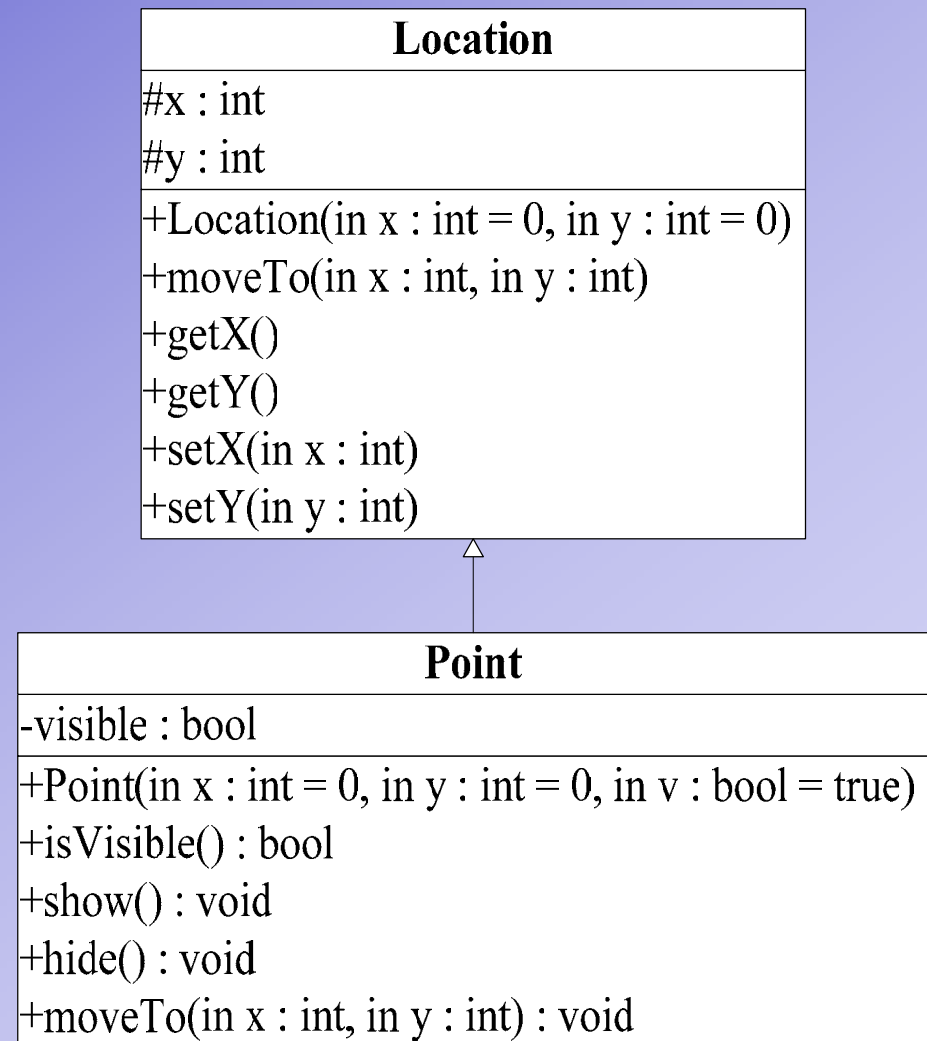 Location
#x : int
#y : int
+Location(in x : int = 0, in y : int = 0)
+moveTo(in x : int, in y : int)
+getX()
+getY()
+setX(in x : int)
+setY(in y : int)
Point
-visible : bool
+Point(in x : int = 0, in y : int = 0, in v : bool = true)
+isVisible() : bool
+show() : void
+hide() : void
+moveTo(in x : int, in y : int) : void